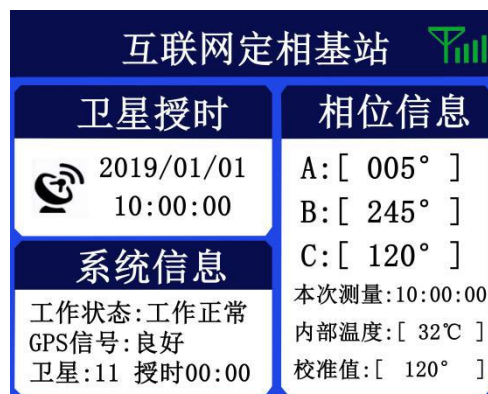 互联网定相基站
卫星授时
2019/01/01
10:00:00
系统信息
工作状态:工作正常
GPS信号:良好
卫星:11 授时00:00
相位信息
A:[ 005° ]
B:[ 245° ]
C:[ 120° ]
本次测量:10:00:00
内部温度:[ 32℃ ]
校准值:[ 120° ]